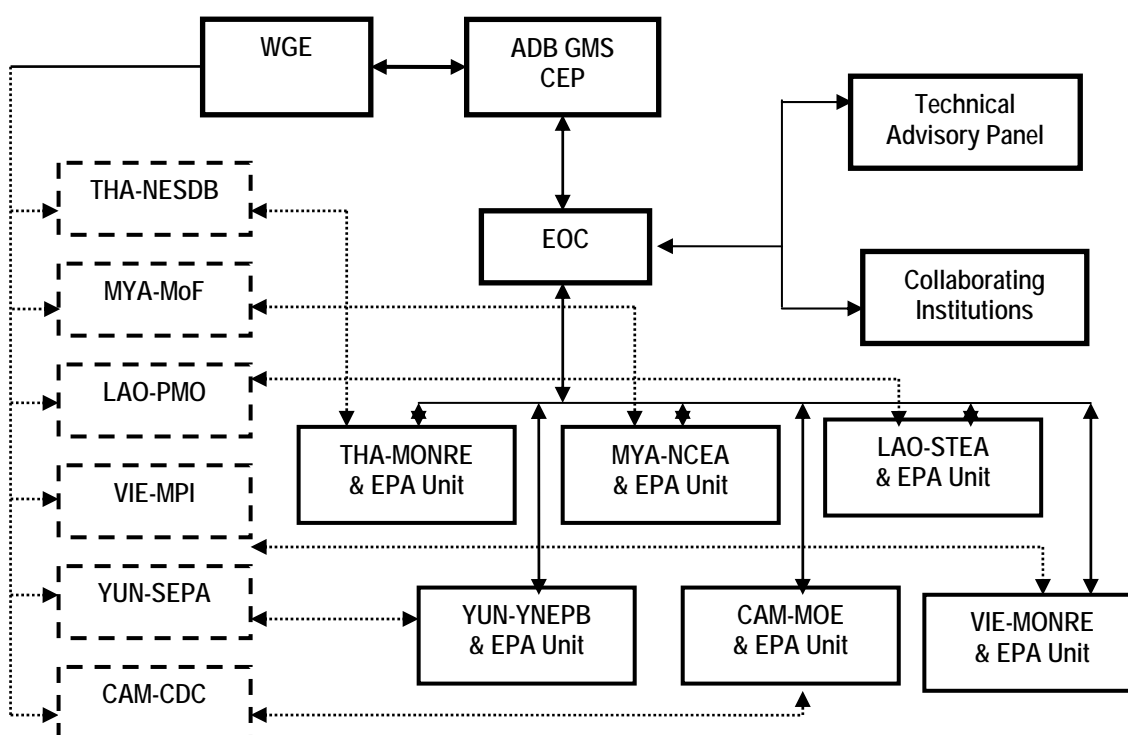 WGE
ADB GMS
CEP
Technical
Advisory Panel
THA-NESDB
EOC
MYA-MoF
Collaborating
Institutions
LAO-PMO
THA-MONRE
& EPA Unit
MYA-NCEA
& EPA Unit
LAO-STEA
& EPA Unit
VIE-MPI
YUN-SEPA
YUN-YNEPB
& EPA Unit
CAM-MOE
& EPA Unit
VIE-MONRE
& EPA Unit
CAM-CDC